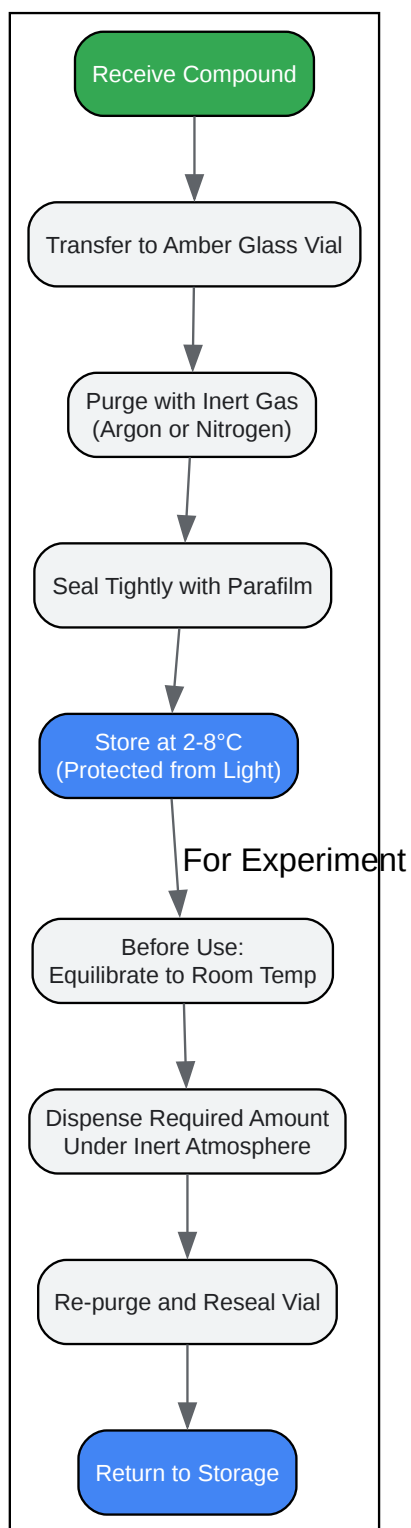 Receive Compound
Transfer to Amber Glass Vial
Purge with Inert Gas
(Argon or Nitrogen)
Seal Tightly with Parafilm
Store at 2-8°C
(Protected from Light)
For Experiment
Before Use:
Equilibrate to Room Temp
Dispense Required Amount
Under Inert Atmosphere
Re-purge and Reseal Vial
Return to Storage